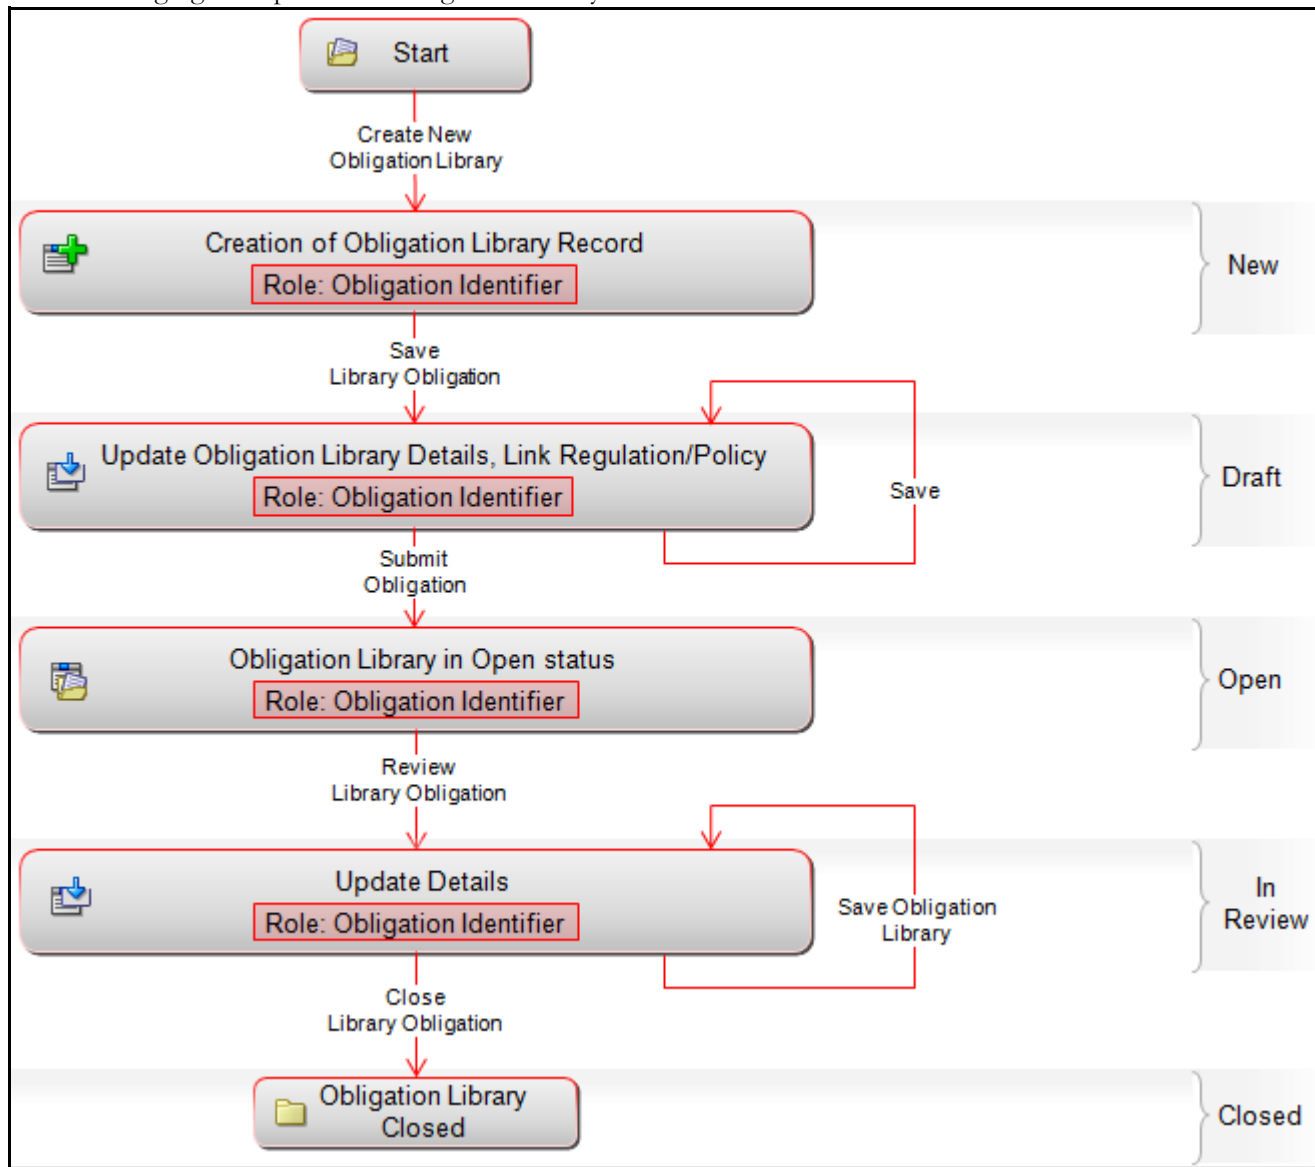 Start
Create New
Obligation Library
Creation of Obligation Library Record
Role: Obligation Identifier
New
Save
Library Obligation
Update Obligation Library Details, Link Regulation/Policy
Role: Obligation Identifier
Save
Draft
Submit
Obligation
Obligation Library in Open status
Role: Obligation Identifier
Open
Review
Library Obligation
Update Details
Role: Obligation Identifier
Save Obligation
Library
In
Review
Close
Library Obligation
Obligation Library
Closed
Closed